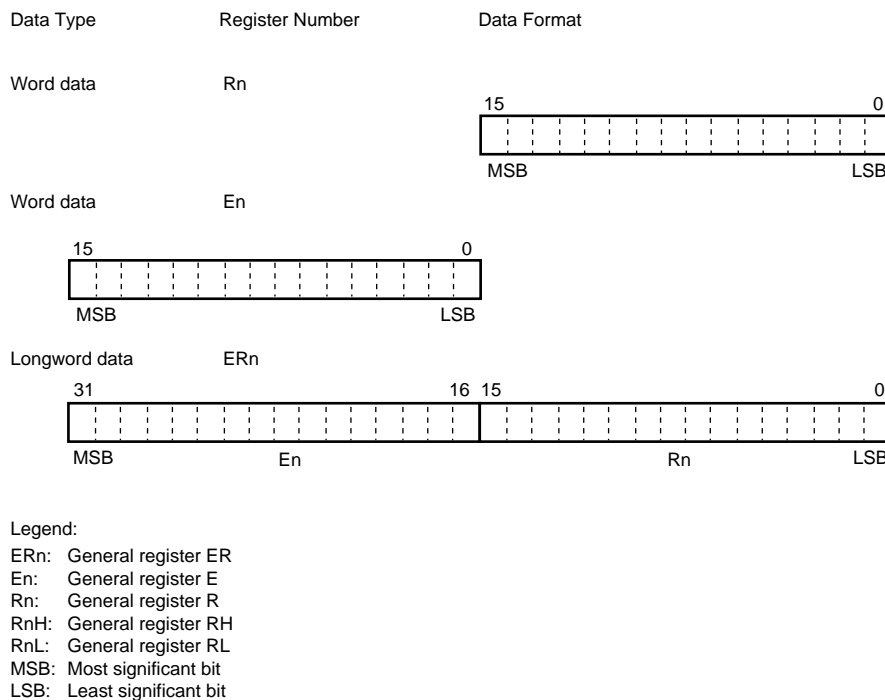 Data Type Register Number Data Format
Word data Rn
15 0
MSB LSB
Word data En
15 0
MSB LSB
Longword data ERn
31 16 15 0
MSB En Rn LSB
Legend:
ERn: General register ER
En: General register E
Rn: General register R
RnH: General register RH
RnL: General register RL
MSB: Most significant bit
LSB: Least significant bit